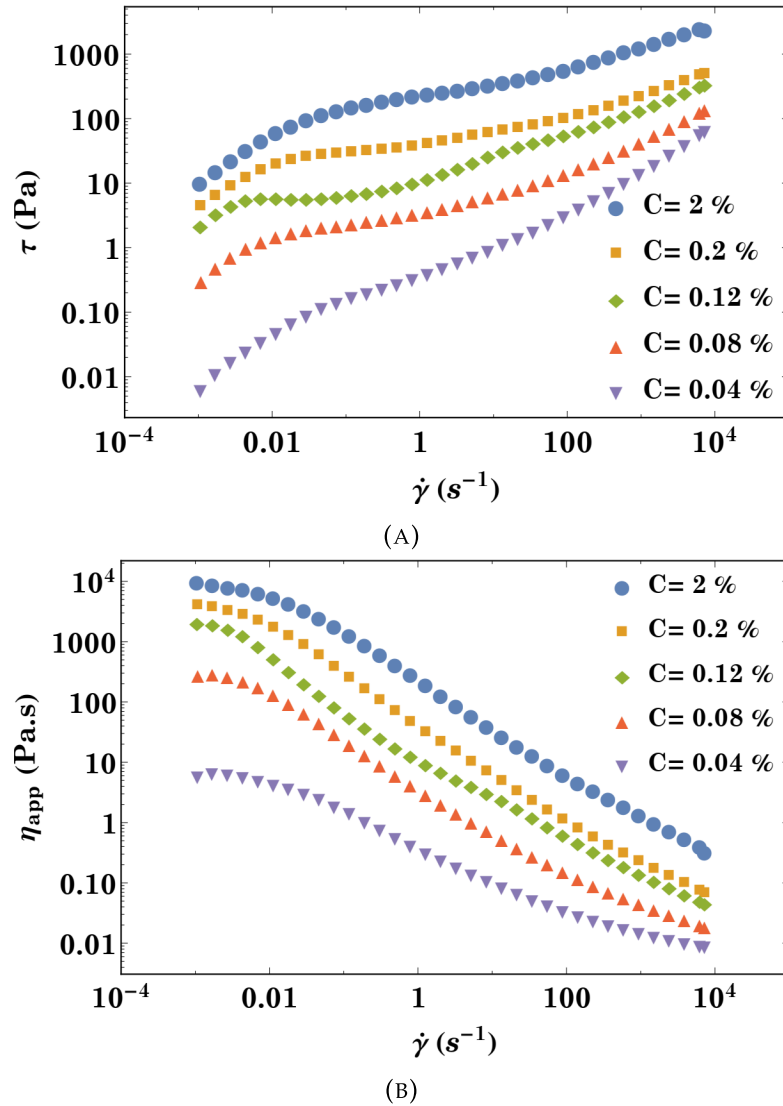 1000
100
10
1
0.10
0.01
τ (Pa)
C= 2 %
C= 0.2 %
C= 0.12 %
C= 0.08 %
C= 0.04 %
10⁻⁴ 0.01 1 100 10⁴
γ̇ (s⁻¹)
(A)
10⁴
1000
100
10
1
0.10
0.01
ηapp (Pa.s)
C= 2 %
C= 0.2 %
C= 0.12 %
C= 0.08 %
C= 0.04 %
10⁻⁴ 0.01 1 100 10⁴
γ̇ (s⁻¹)
(B)